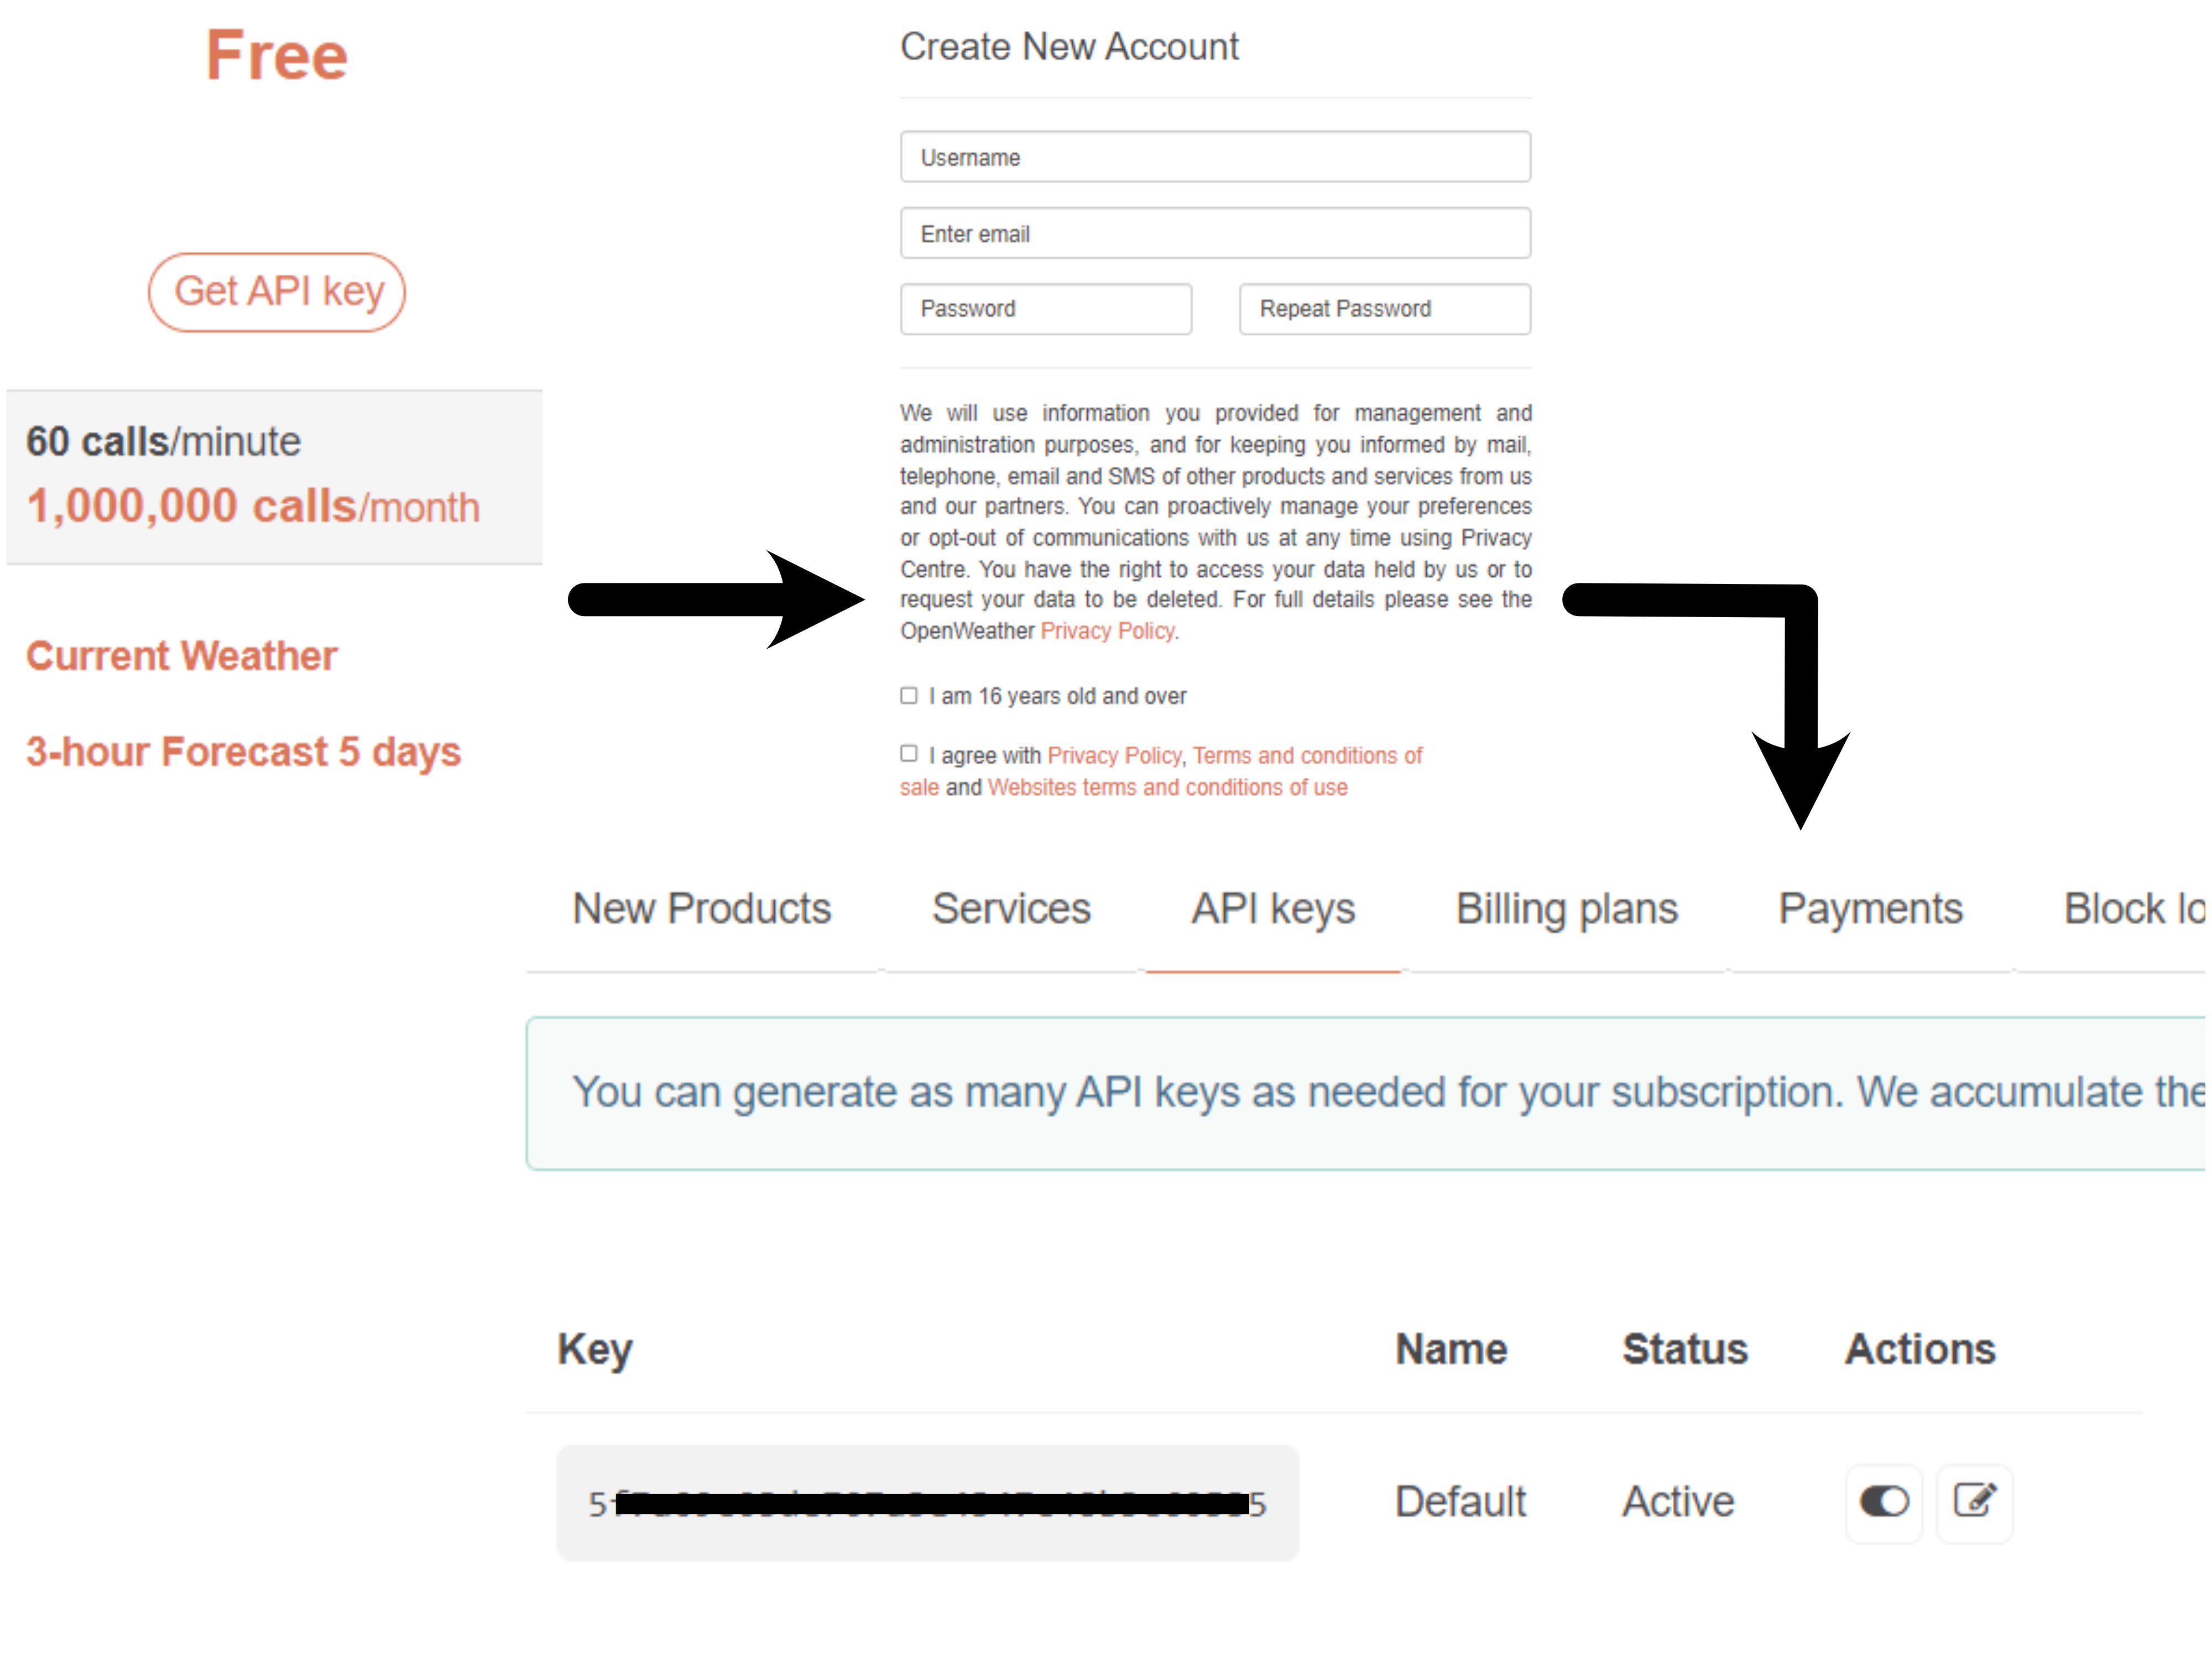 Free
Get API key
60 calls/minute
1,000,000 calls/month
Current Weather
3-hour Forecast 5 days
Create New Account
Username
Enter email
Password
Repeat Password
We will use information you provided for management and
administration purposes, and for keeping you informed by mail,
telephone, email and SMS of other products and services from us
and our partners. You can proactively manage your preferences
or opt-out of communications with us at any time using Privacy
Centre. You have the right to access your data held by us or to
request your data to be deleted. For full details please see the
OpenWeather Privacy Policy.
I am 16 years old and over
I agree with Privacy Policy, Terms and conditions of
sale and Websites terms and conditions of use
New Products Services API keys Billing plans Payments Block lo
You can generate as many API keys as needed for your subscription. We accumulate the
Key Name Status Actions
Default Active